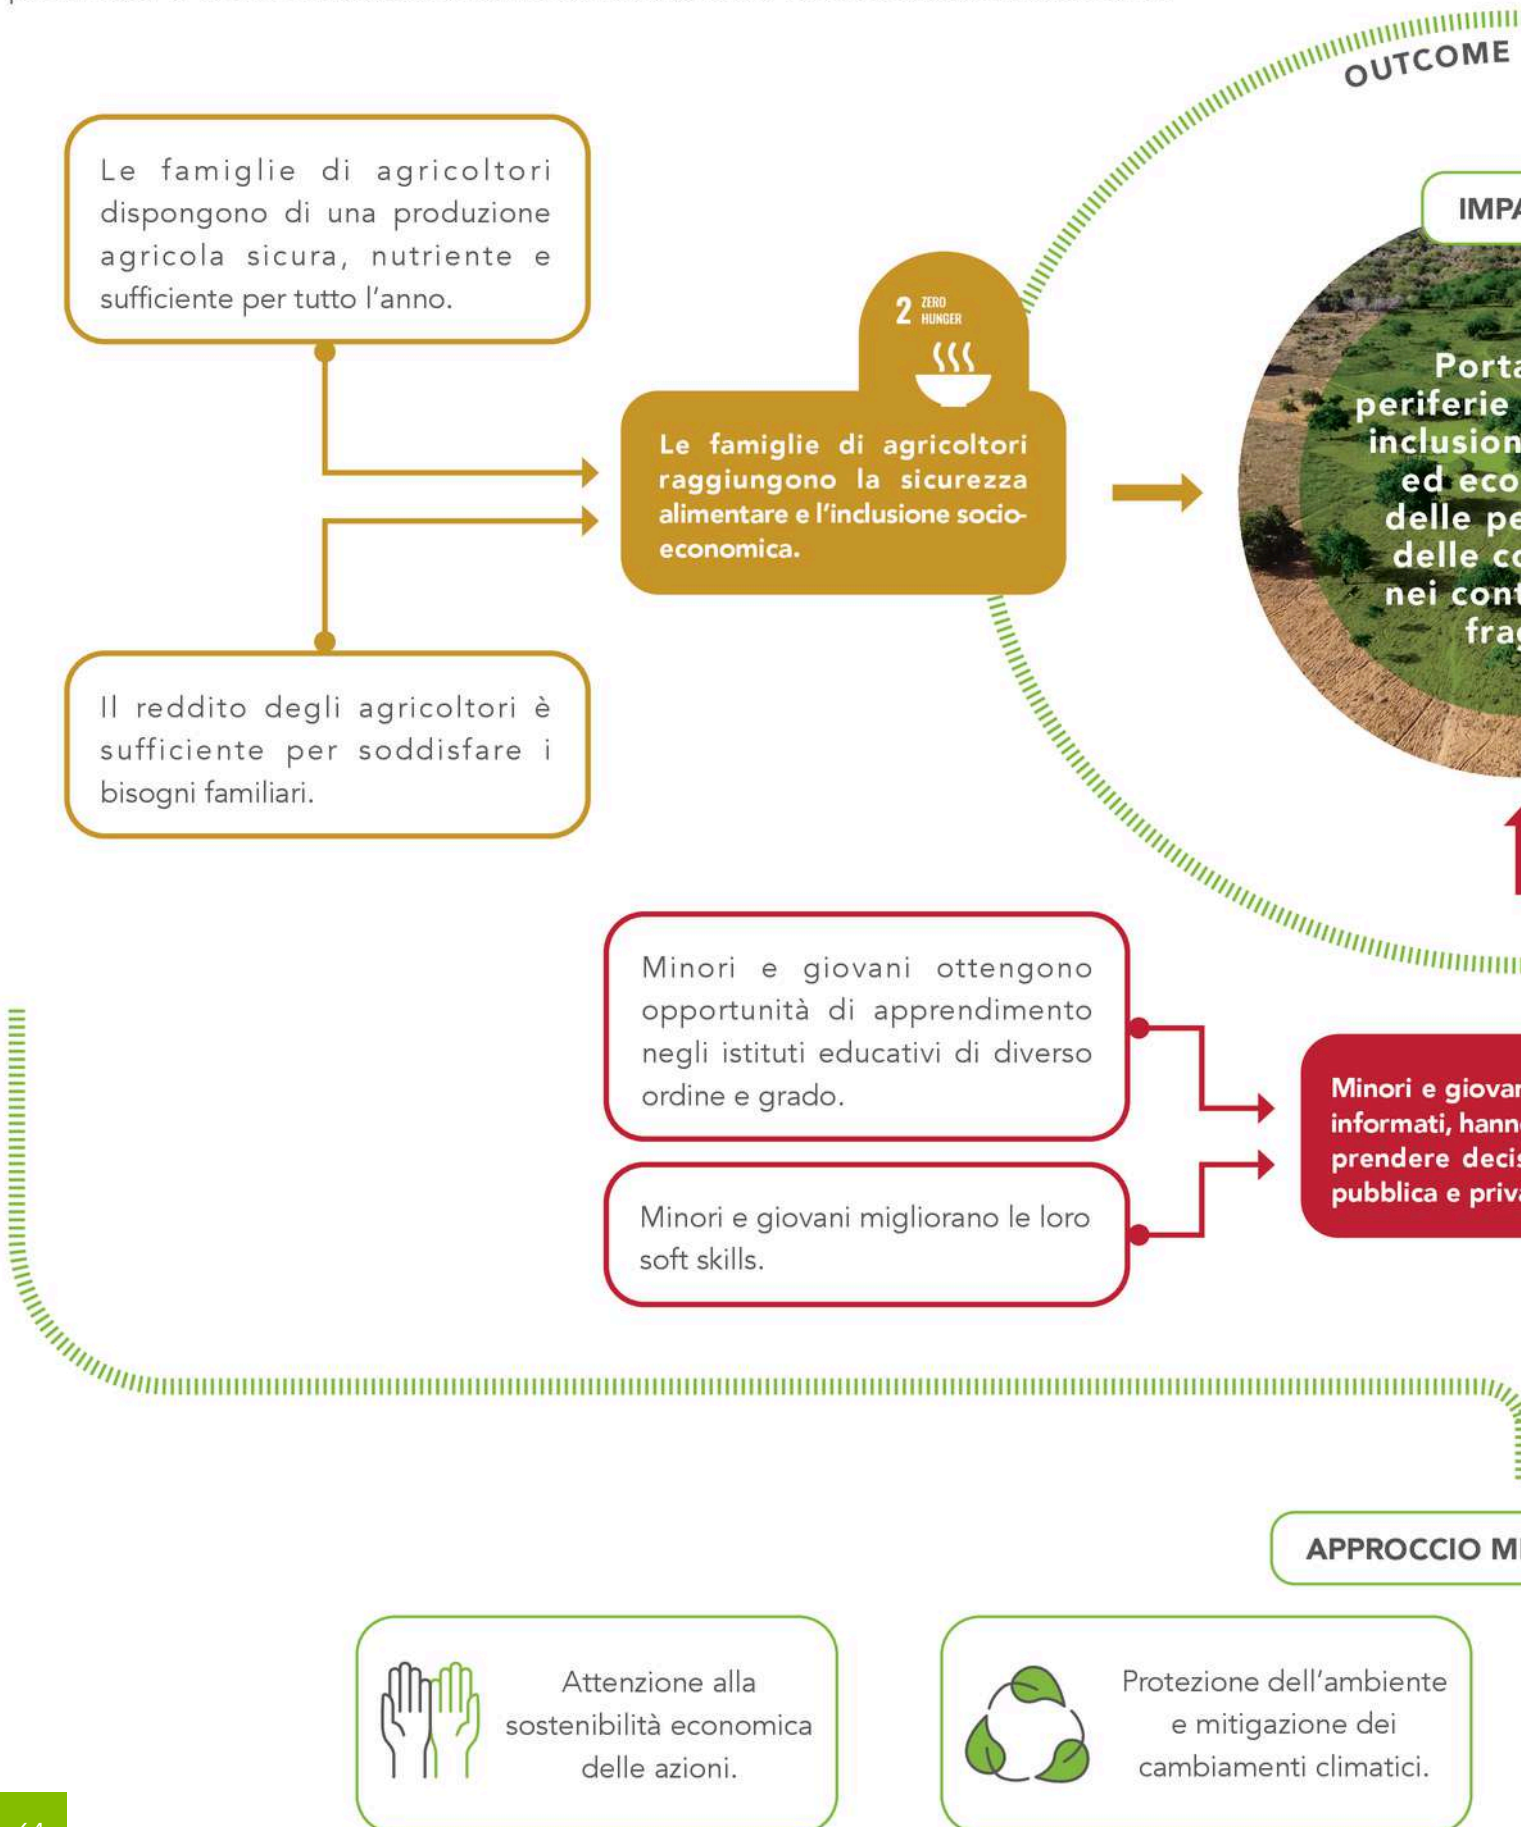 OUTCOME
Le famiglie di agricoltori
dispongono di una produzione
agricola sicura, nutriente e
sufficiente per tutto l'anno.
2 ZERO
HUNGER
Le famiglie di agricoltori
raggiungono la sicurezza
alimentare e l'inclusione socio-
economica.
Il reddito degli agricoltori è
sufficiente per soddisfare i
bisogni familiari.
IMPA
Porta
periferie
inclusion
ed eco
delle pe
delle co
nei cont
frag
Minori e giovani ottengono
opportunità di apprendimento
negli istituti educativi di diverso
ordine e grado.
Minori e giovani migliorano le loro
soft skills.
Minori e giovan
informati, hann
prendere decis
pubblica e priva
APPROCCIO M
Attenzione alla
sostenibilità economica
delle azioni.
Protezione dell'ambiente
e mitigazione dei
cambiamenti climatici.